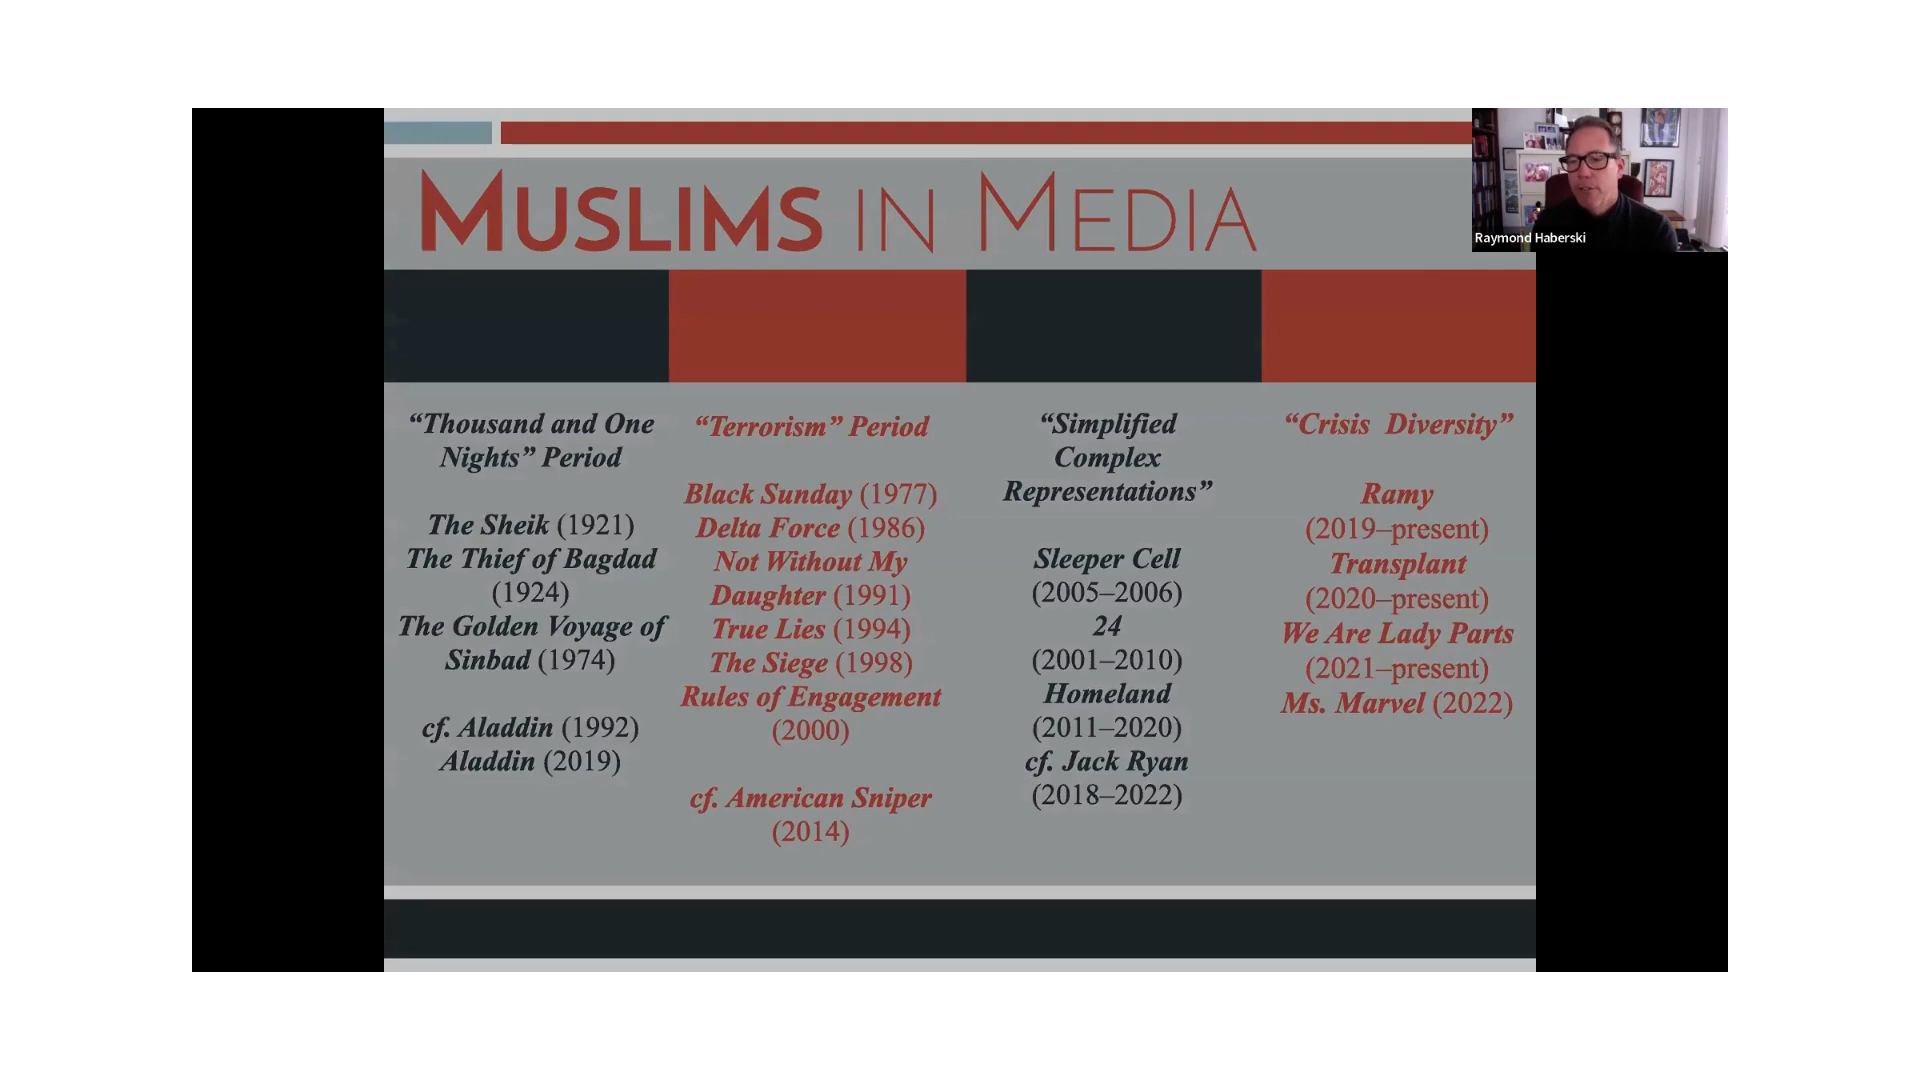 MUSLIMS IN MEDIA
Raymond Haberski
“Thousand and One
Nights” Period
The Sheik (1921)
The Thief of Bagdad
(1924)
The Golden Voyage of
Sinbad (1974)
cf. Aladdin (1992)
Aladdin (2019)
“Terrorism” Period
Black Sunday (1977)
Delta Force (1986)
Not Without My
Daughter (1991)
True Lies (1994)
The Siege (1998)
Rules of Engagement
(2000)
cf. American Sniper
(2014)
“Simplified
Complex
Representations”
Sleeper Cell
(2005–2006)
24
(2001–2010)
Homeland
(2011–2020)
cf. Jack Ryan
(2018–2022)
“Crisis Diversity”
Ramy
(2019–present)
Transplant
(2020–present)
We Are Lady Parts
(2021–present)
Ms. Marvel (2022)